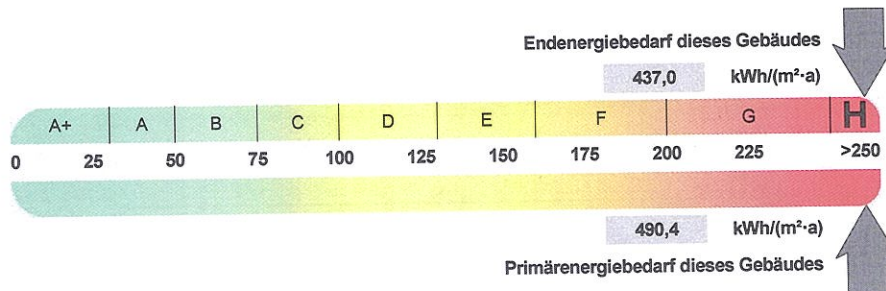 Endenergiebedarf dieses Gebäudes
437,0 kWh/(m²·a)
A+ A B C D E F G H
0 25 50 75 100 125 150 175 200 225 >250
490,4 kWh/(m²·a)
Primärenergiebedarf dieses Gebäudes